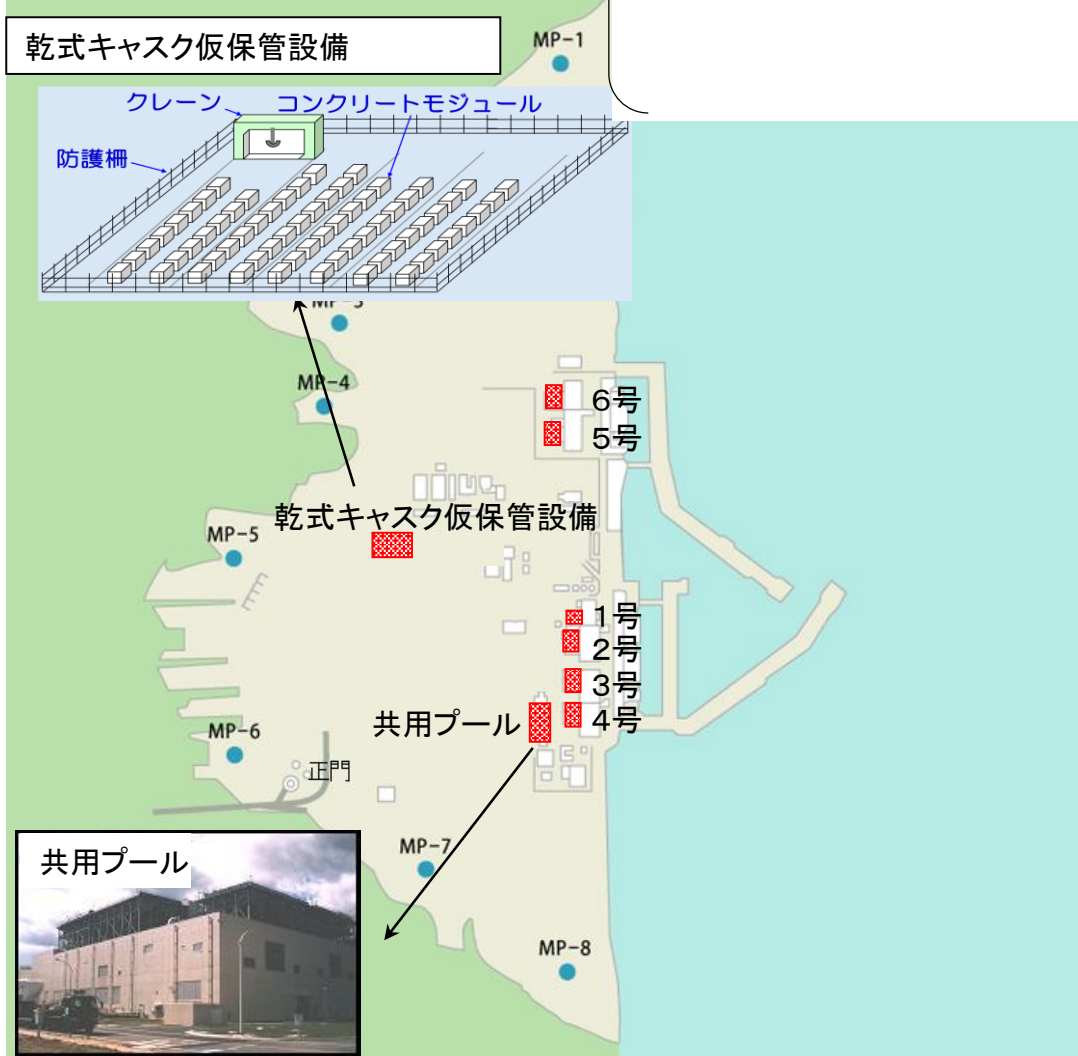 乾式キャスク仮保管設備
MP-1
クレーン
コンクリートモジュール
防護柵
MP-3
MP-4
6号
5号
乾式キャスク仮保管設備
MP-5
1号
2号
3号
共用プール
4号
MP-6
正門
MP-7
共用プール
MP-8